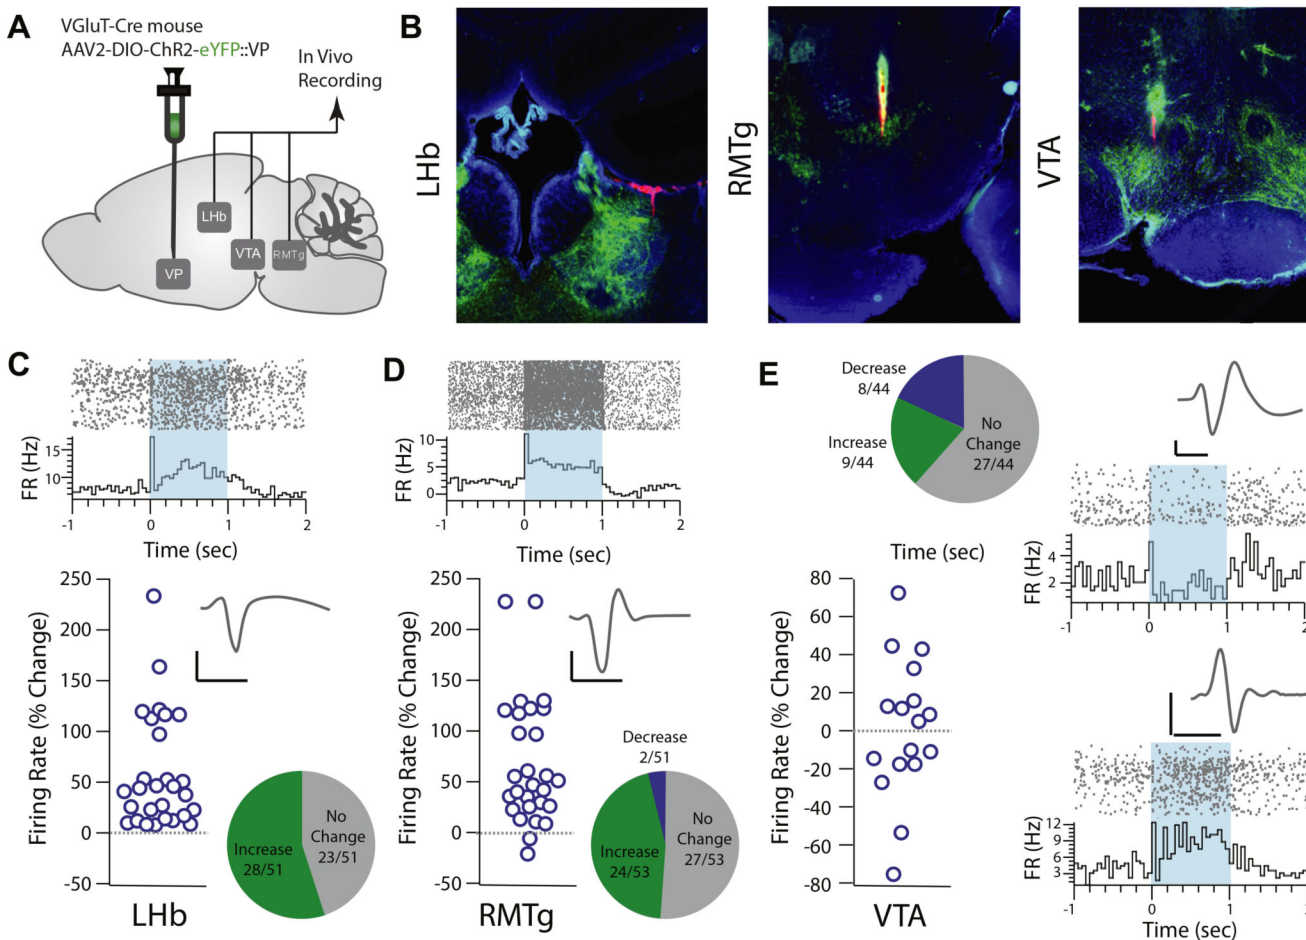 A
VGluT-Cre mouse
AAV2-DIO-ChR2-eYFP::VP
In Vivo
Recording
LHb
VTA
RMTg
VP
B
LHb
RMTg
VTA
C
FR (Hz)
15
10
-1 0 1 2
Time (sec)
Firing Rate (% Change)
250
200
150
100
50
0
-50
Increase
28/51
No
Change
23/51
LHb
D
FR (Hz)
10
5
0
-1 0 1 2
Time (sec)
Firing Rate (% Change)
250
200
150
100
50
0
-50
Decrease
2/51
Increase
24/53
No
Change
27/53
RMTg
E
Decrease
8/44
Increase
9/44
No
Change
27/44
Time (sec)
Firing Rate (% Change)
80
60
40
20
0
-20
-40
-60
-80
VTA
FR (Hz)
4
2
-1 0 1 2
FR (Hz)
12
9
6
3
-1 0 1 2
Time (sec)